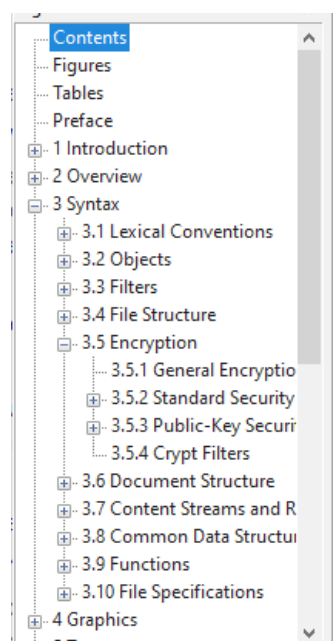 Contents
Figures
Tables
Preface
1 Introduction
2 Overview
3 Syntax
3.1 Lexical Conventions
3.2 Objects
3.3 Filters
3.4 File Structure
3.5 Encryption
3.5.1 General Encryptio
3.5.2 Standard Security
3.5.3 Public-Key Securit
3.5.4 Crypt Filters
3.6 Document Structure
3.7 Content Streams and R
3.8 Common Data Structu
3.9 Functions
3.10 File Specifications
4 Graphics